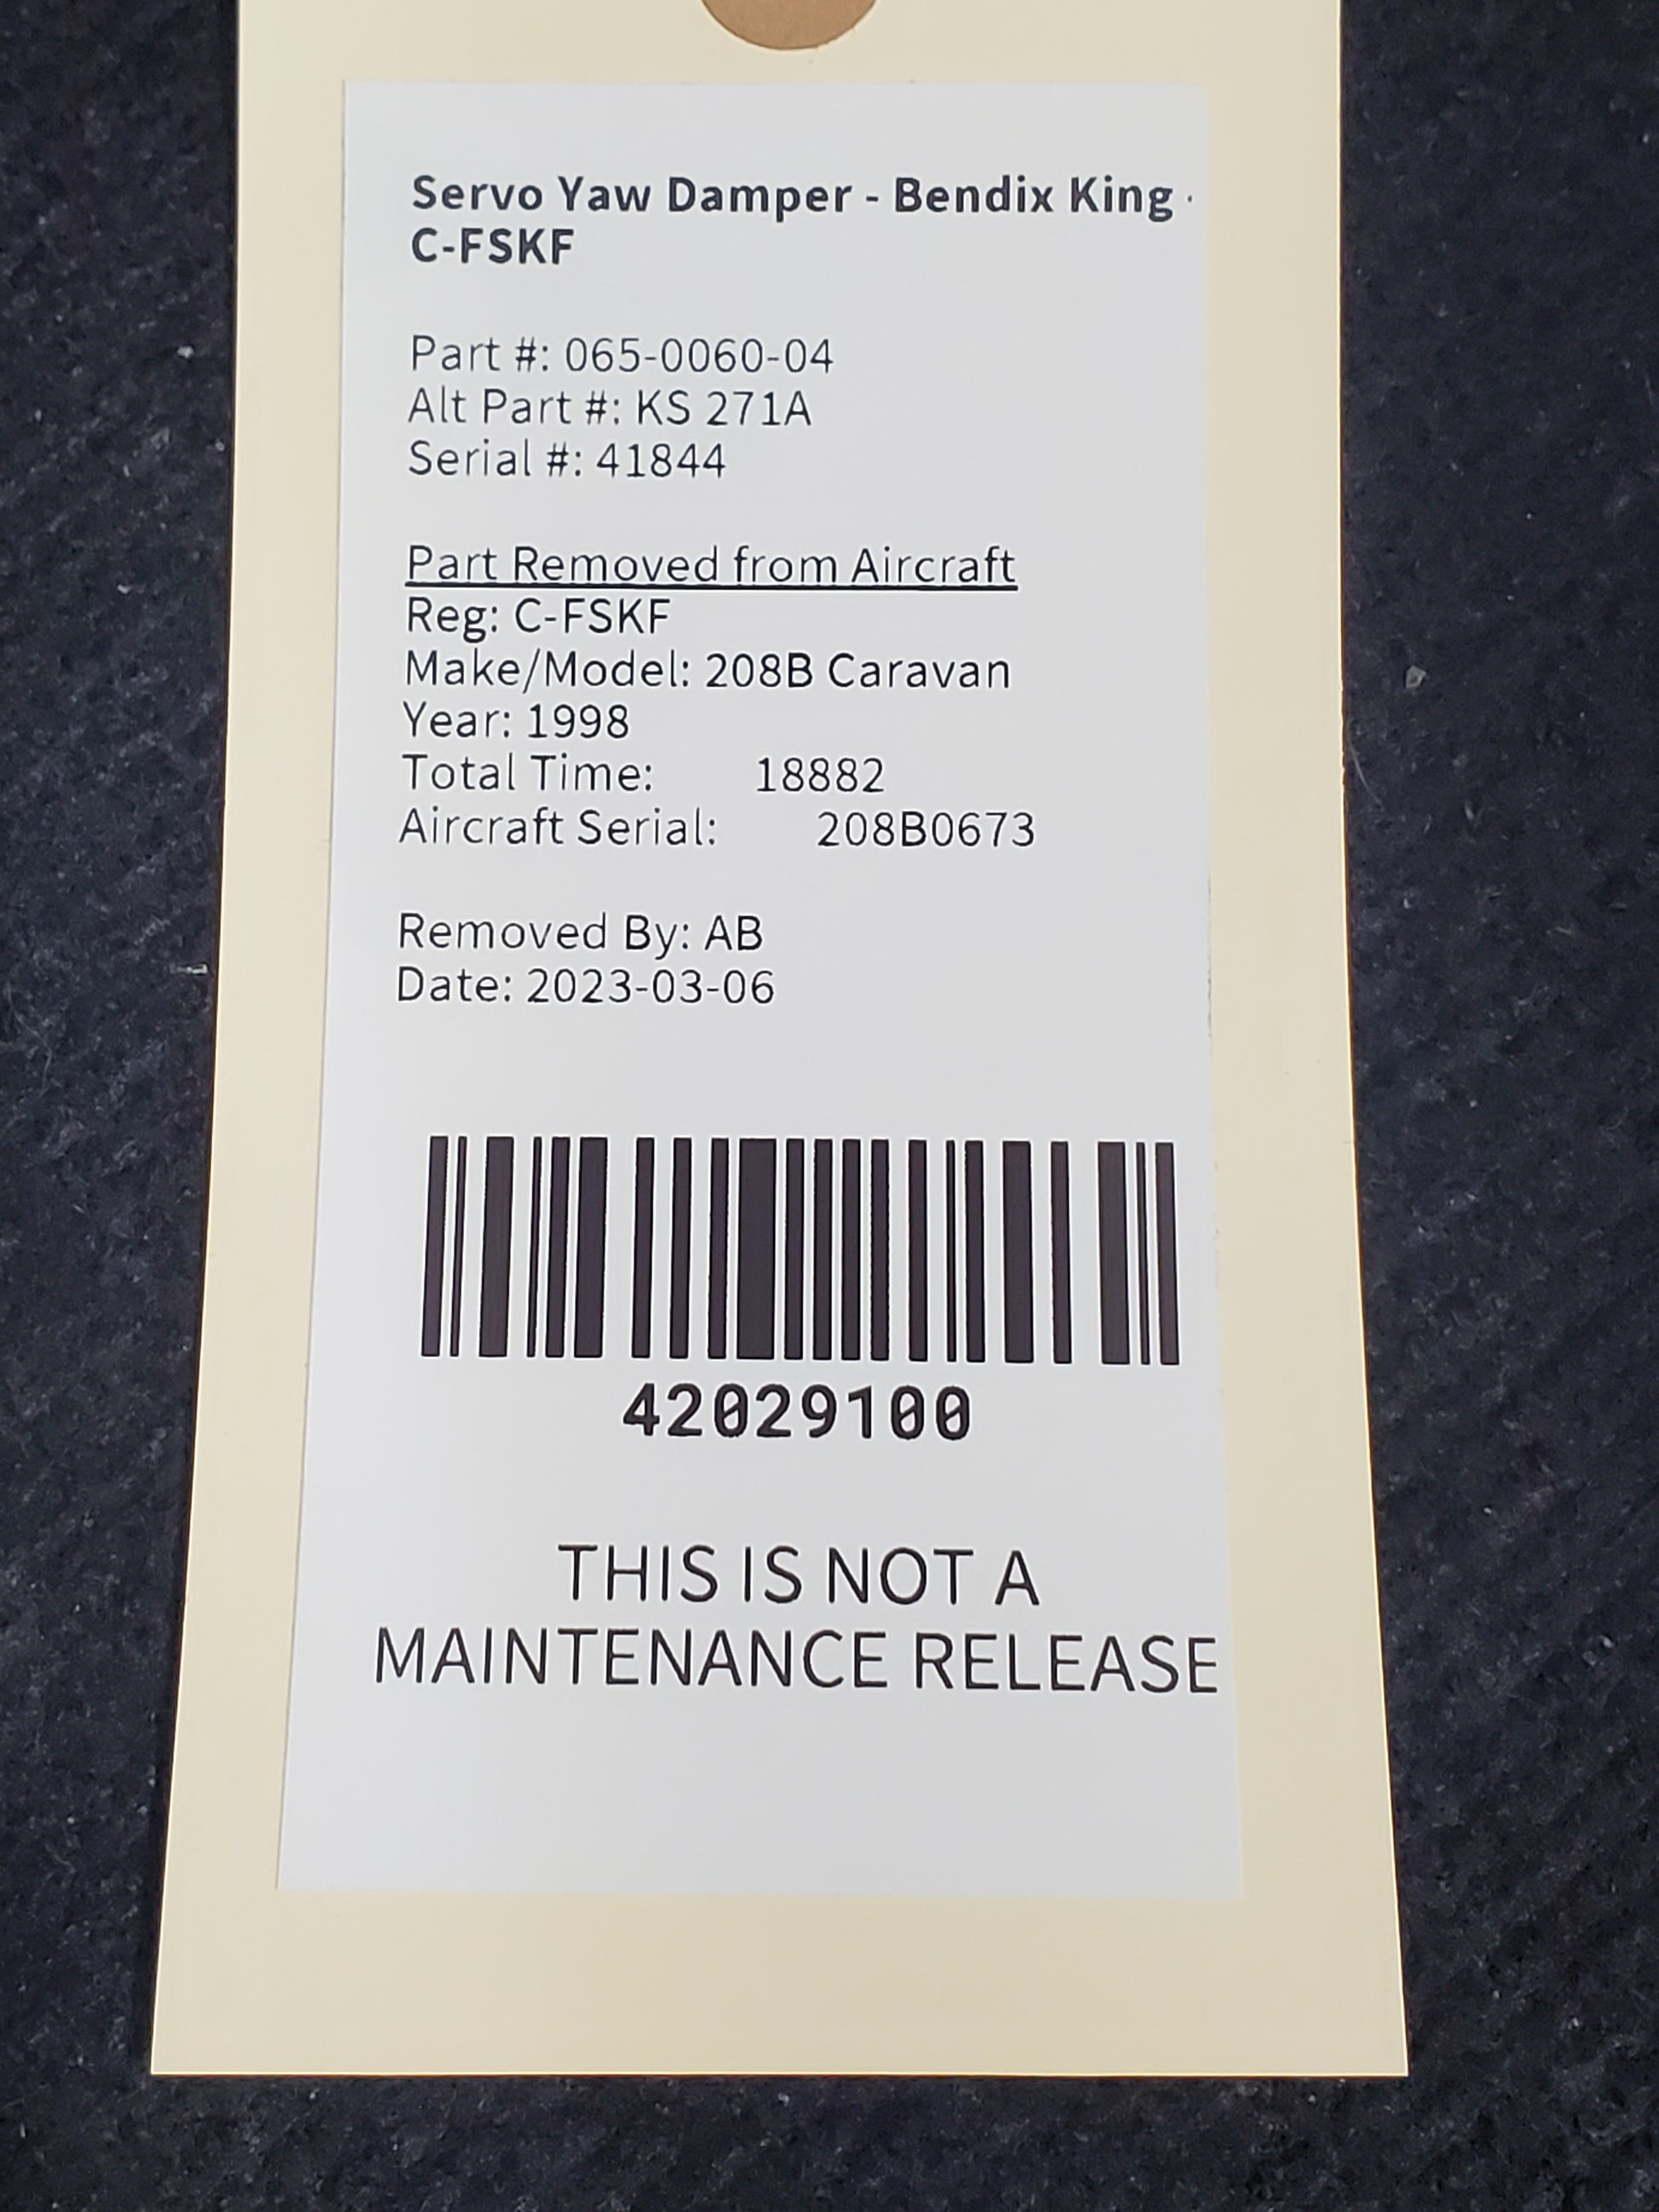 Servo Yaw Damper - Bendix King -
C-FSKF
Part #: 065-0060-04
Alt Part #: KS 271A
Serial #: 41844
Part Removed from Aircraft
Reg: C-FSKF
Make/Model: 208B Caravan
Year: 1998
Total Time: 18882
Aircraft Serial: 208B0673
Removed By: AB
Date: 2023-03-06
42029100
THIS IS NOT A
MAINTENANCE RELEASE